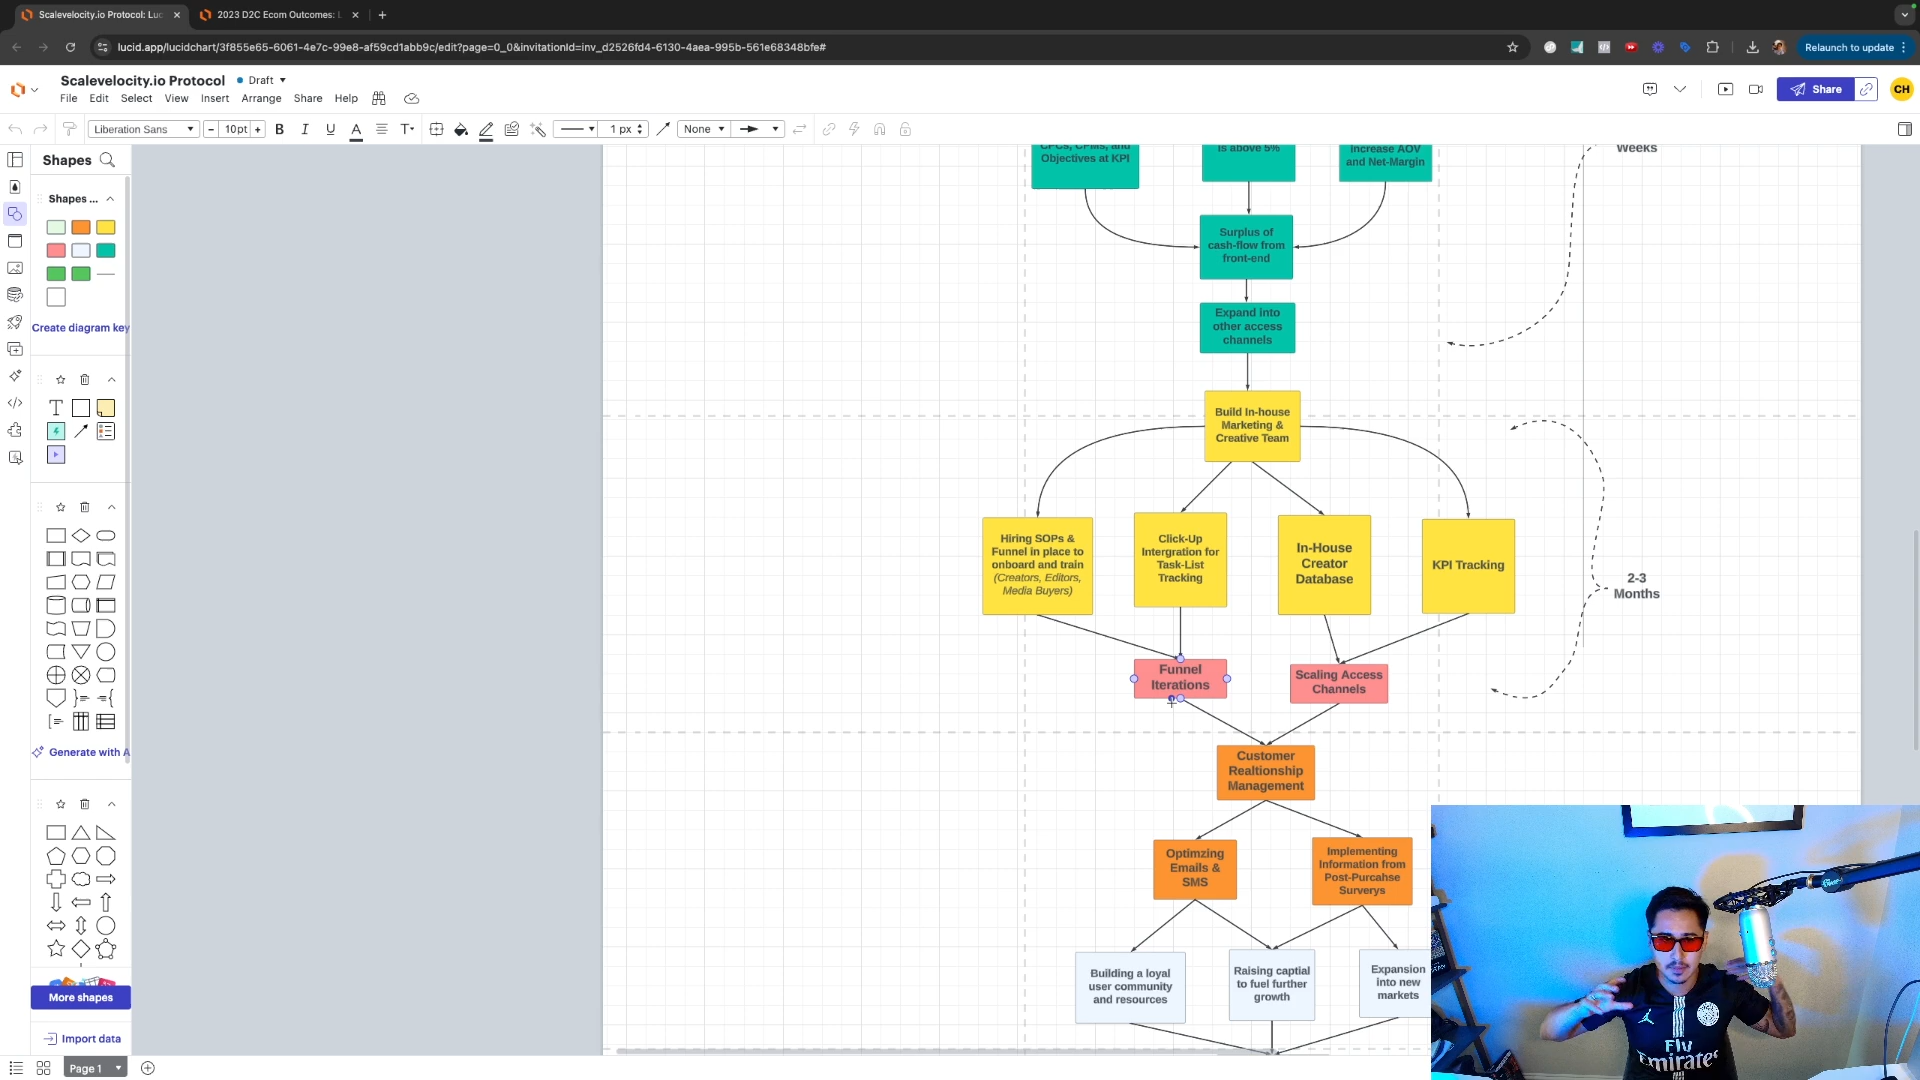 Scalevelocity.io Protocol: Luc
2023 D2C Ecom Outcomes: L
lucid.app/lucidchart/3f855e65-6061-4e7c-99e8-af59cd1abb9c/edit?page=0_0&invitationId=inv_d2526fd4-6130-4aea-995b-561e68348bfe#
Relaunch to update
Scalevelocity.io Protocol
Draft
File Edit Select View Insert Arrange Share Help
Share
CH
Liberation Sans
10pt
B I U A T
1 px
None
Shapes
Shapes ...
Create diagram key
T
Generate with A
More shapes
Import data
Page 1
CPCs, CPMs, and
Objectives at KPI
is above 5%
Increase AOV
and Net-Margin
Weeks
Surplus of
cash-flow from
front-end
Expand into
other access
channels
Build In-house
Marketing &
Creative Team
Hiring SOPs &
Funnel in place to
onboard and train
(Creators, Editors,
Media Buyers)
Click-Up
Intergration for
Task-List
Tracking
In-House
Creator
Database
KPI Tracking
2-3
Months
Funnel
Iterations
Scaling Access
Channels
Customer
Realtionship
Management
Optimzing
Emails &
SMS
Implementing
Information from
Post-Purcahse
Surverys
Building a loyal
user community
and resources
Raising captial
to fuel further
growth
Expansion
into new
markets
Fly
Emirates